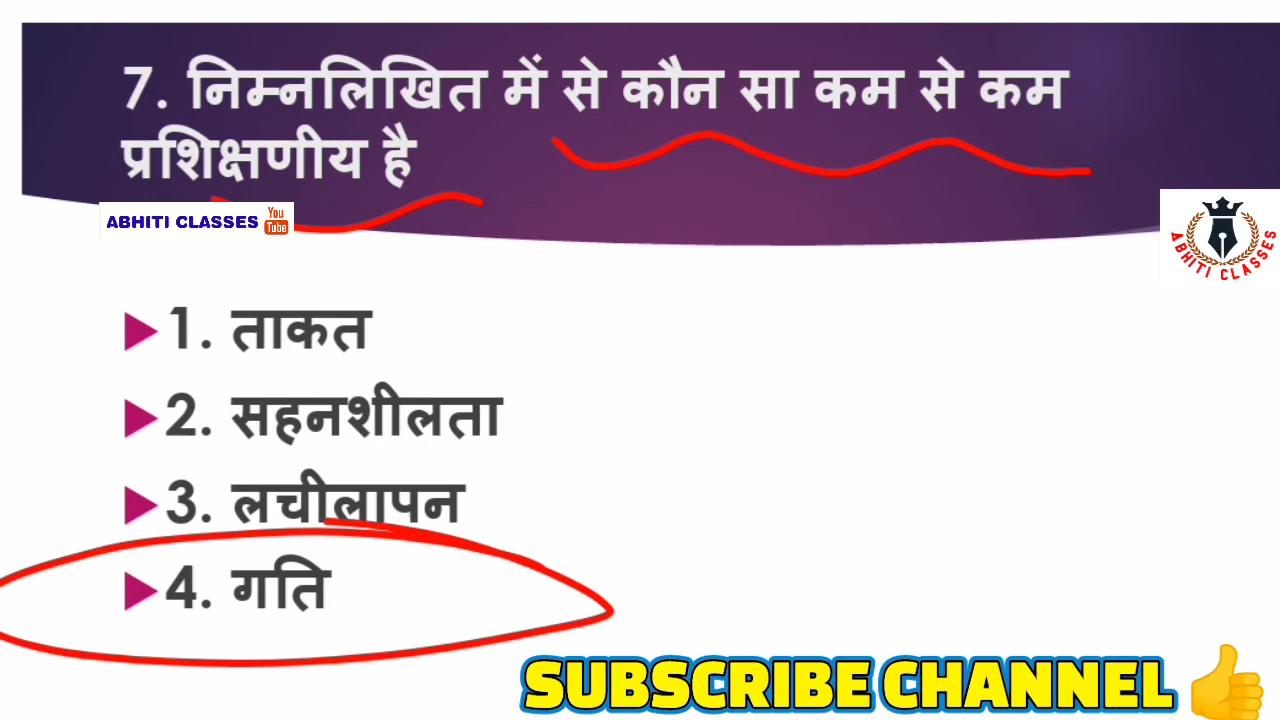 7. निम्नलिखित में से कौन सा कम से कम
प्रशिक्षणीय है
ABHITI CLASSES You Tube
ABHITI CLASSES
1. ताकत
2. सहनशीलता
3. लचीलापन
4. गति
SUBSCRIBE CHANNEL